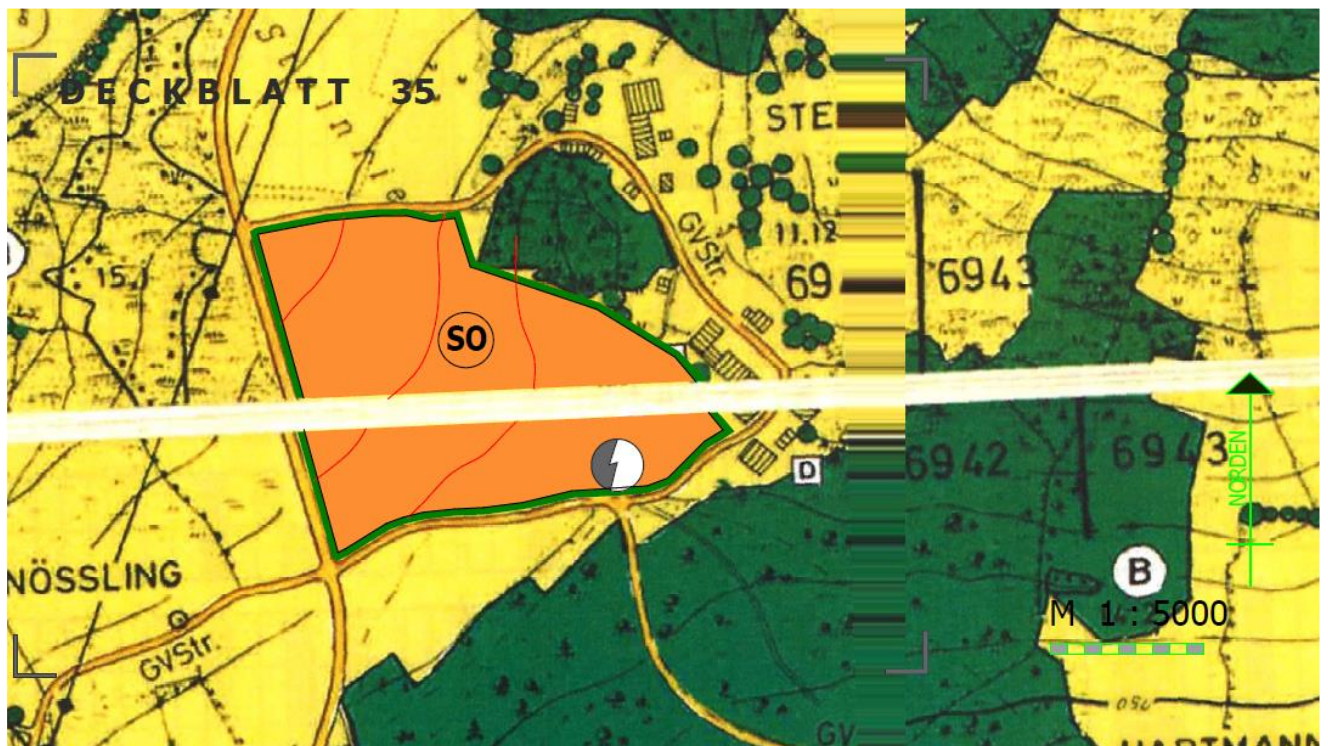 DECKBLATT 35
STE
GVStr.
11.12
15,1
69
6943
SO
6942
6943
D
NORDEN
NÖSSLING
B
M 1:5000
GVStr.
GV
HARTMANN